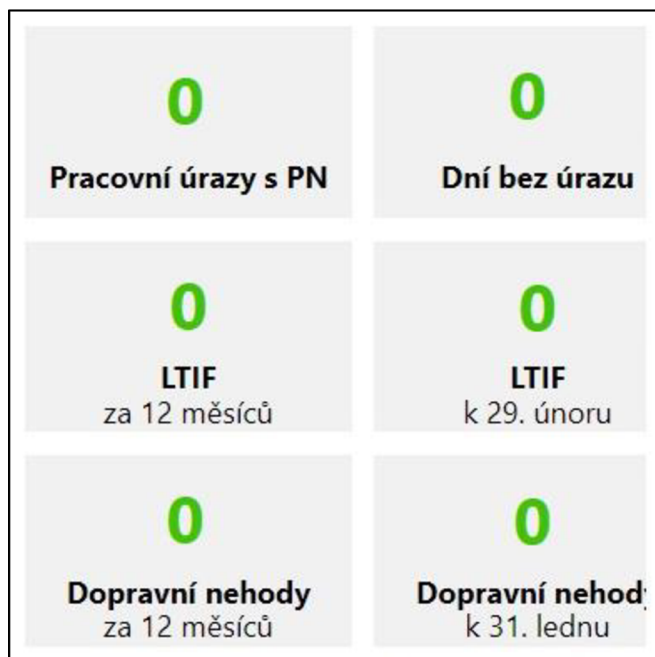 0
Pracovní úrazy s PN
0
Dní bez úrazu
0
LTIF
za 12 měsíců
0
LTIF
k 29. únoru
0
Dopravní nehody
za 12 měsíců
0
Dopravní nehody
k 31. lednu